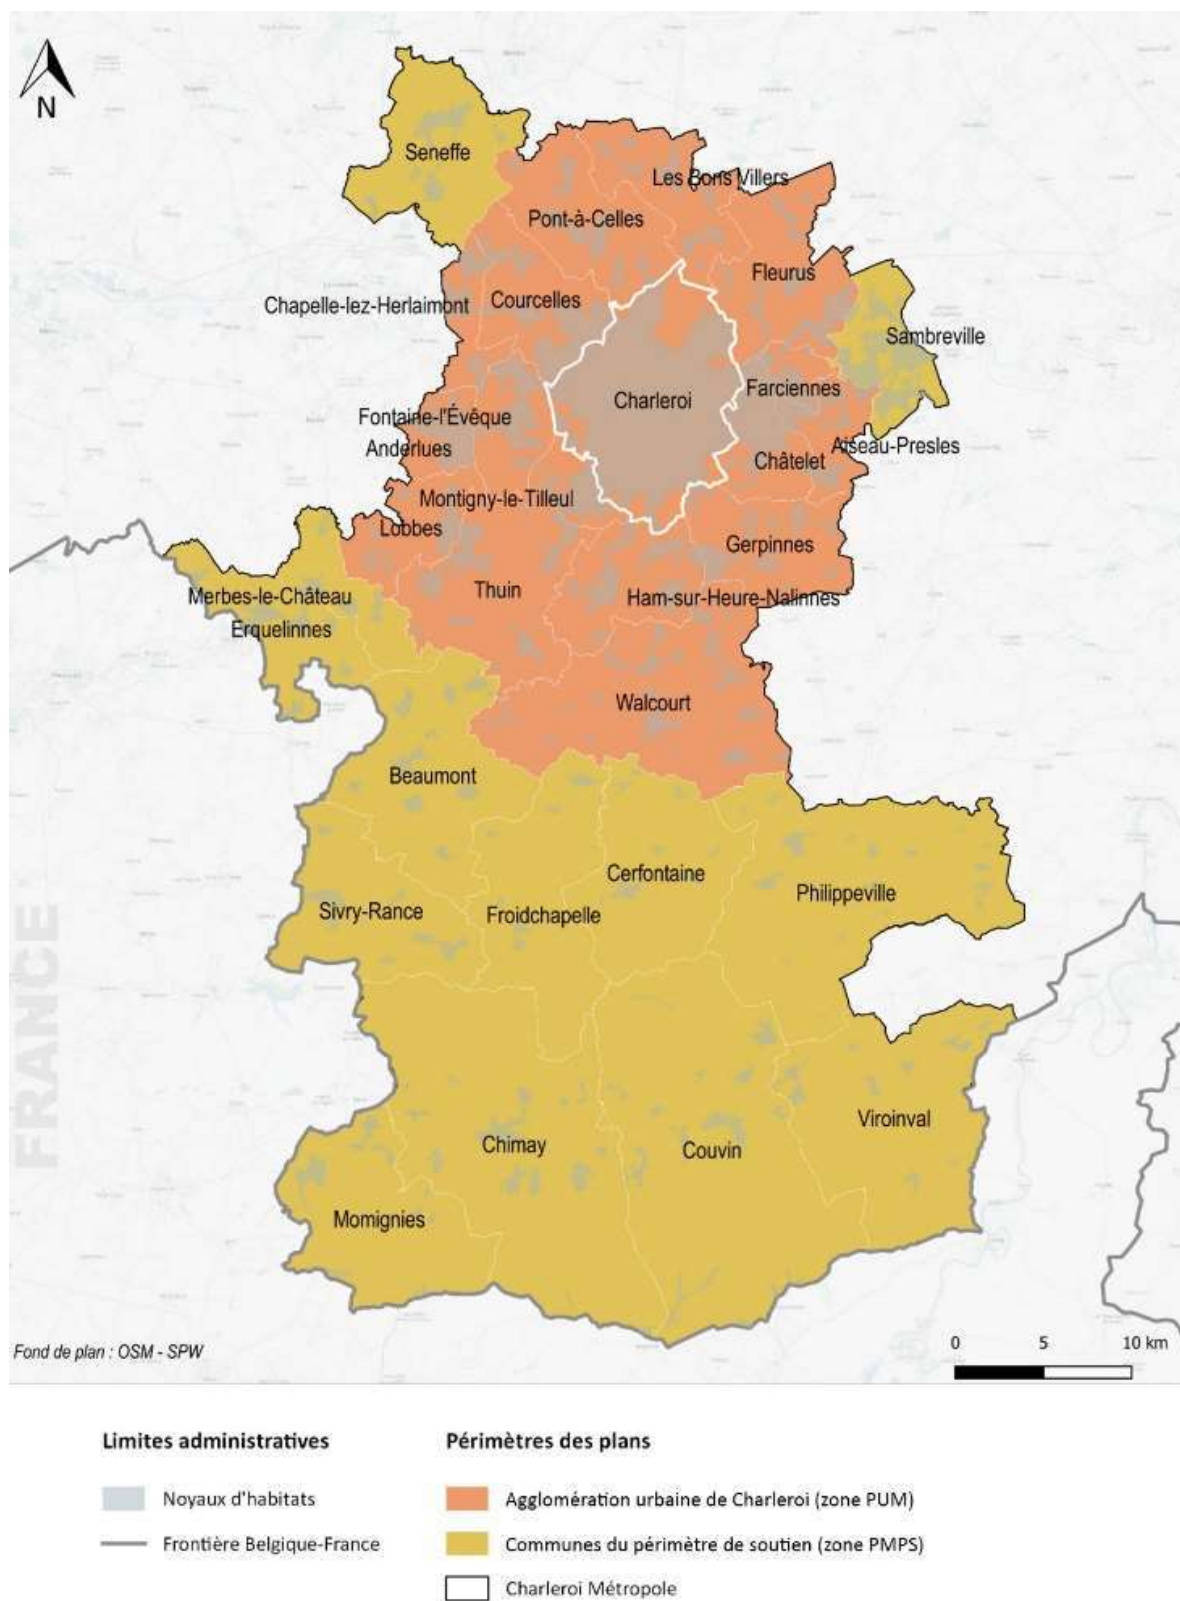 N
Seneffe
Les Bons Villers
Pont-à-Celles
Fleurus
Courcelles
Chapelle-lez-Herlaimont
Sambreville
Farciennes
Charleroi
Fontaine-l'Évêque
Anderlues
Aiseau-Presles
Châtelet
Montigny-le-Tilleul
Lobbes
Gerpinnes
Thuin
Merbes-le-Château
Ham-sur-Heure-Nalinnes
Erquelinnes
Walcourt
Beaumont
Cerfontaine
Philippeville
Sivry-Rance
Froidchapelle
FRANCE
Viroinval
Chimay
Couvin
Momignies
Fond de plan : OSM - SPW
0 5 10 km
Limites administratives
Noyaux d'habitats
Frontière Belgique-France
Périmètres des plans
Agglomération urbaine de Charleroi (zone PUM)
Communes du périmètre de soutien (zone PMPS)
Charleroi Métropole